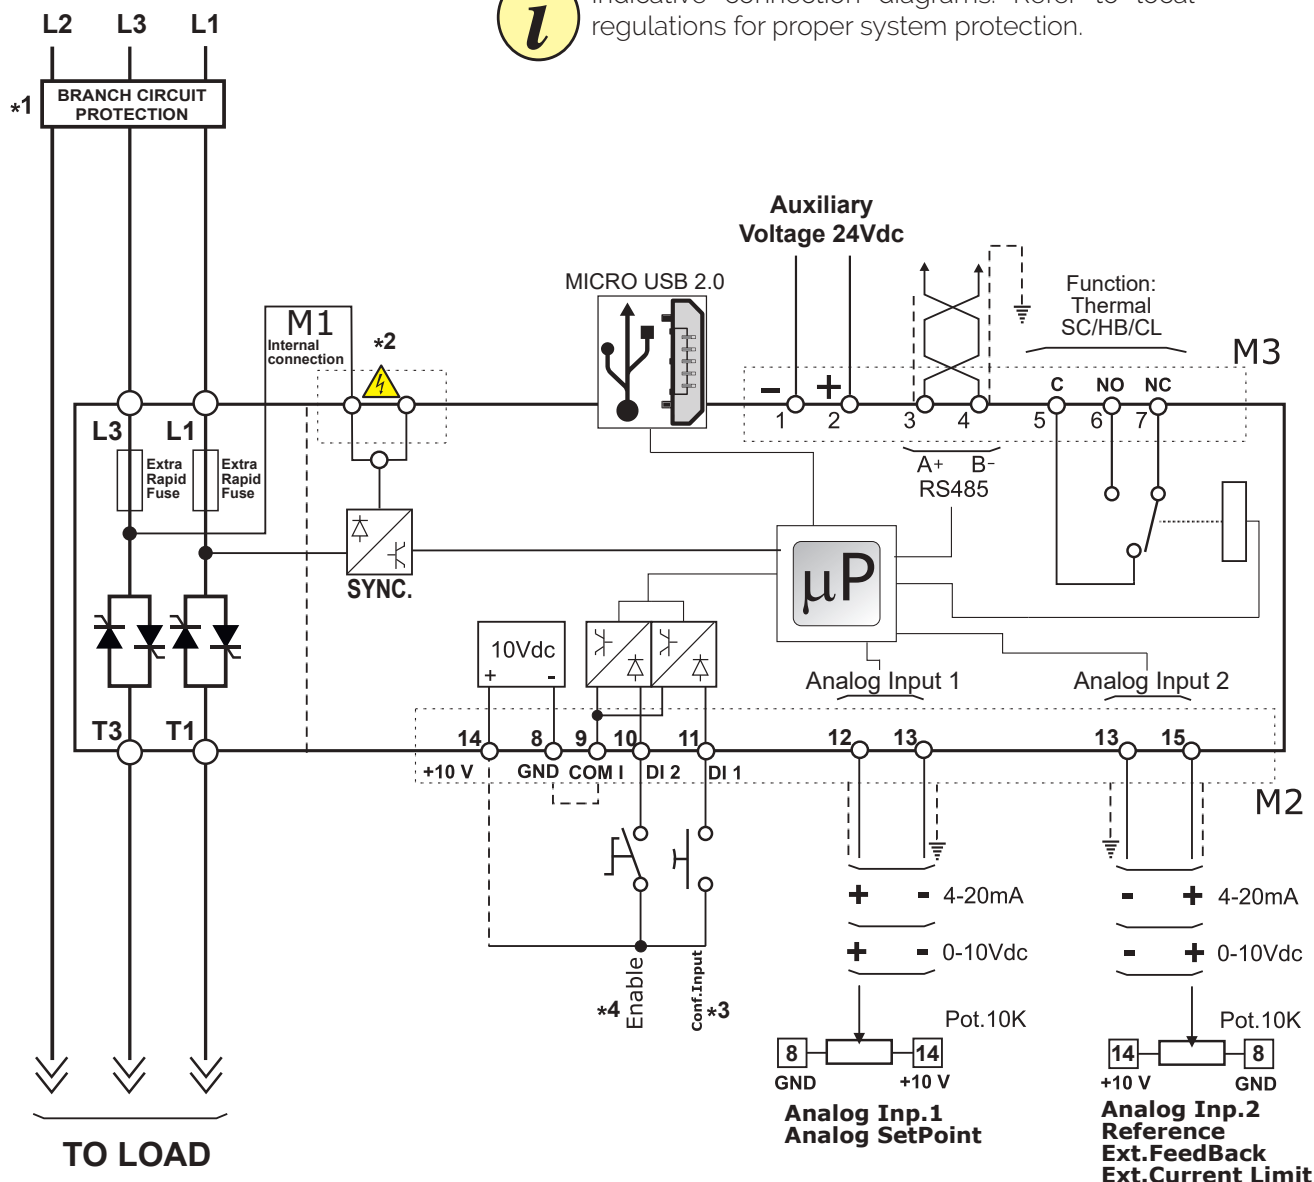 indicative connection diagrams. Refer to local
regulations for proper system protection.
i
L2 L3 L1
*1
BRANCH CIRCUIT
PROTECTION
Auxiliary
Voltage 24Vdc
MICRO USB 2.0
Function:
Thermal
SC/HB/CL
M1
Internal
connection
*2
M3
- +
C NO NC
1 2 3 4 5 6 7
L3 L1
Extra
Rapid
Fuse
Extra
Rapid
Fuse
A+ B-
RS485
SYNC.
µP
10Vdc
+ -
Analog Input 1
Analog Input 2
T3 T1
14 8 9 10 11 12 13 13 15
+10 V GND COM I DI 2 DI 1
M2
+ - 4-20mA
- + 4-20mA
+ - 0-10Vdc
- + 0-10Vdc
*4 Enable
Conf.Input *3
Pot.10K
Pot.10K
8 14
GND +10 V
14 8
+10 V GND
Analog Inp.1
Analog SetPoint
Analog Inp.2
Reference
Ext.FeedBack
Ext.Current Limit
TO LOAD